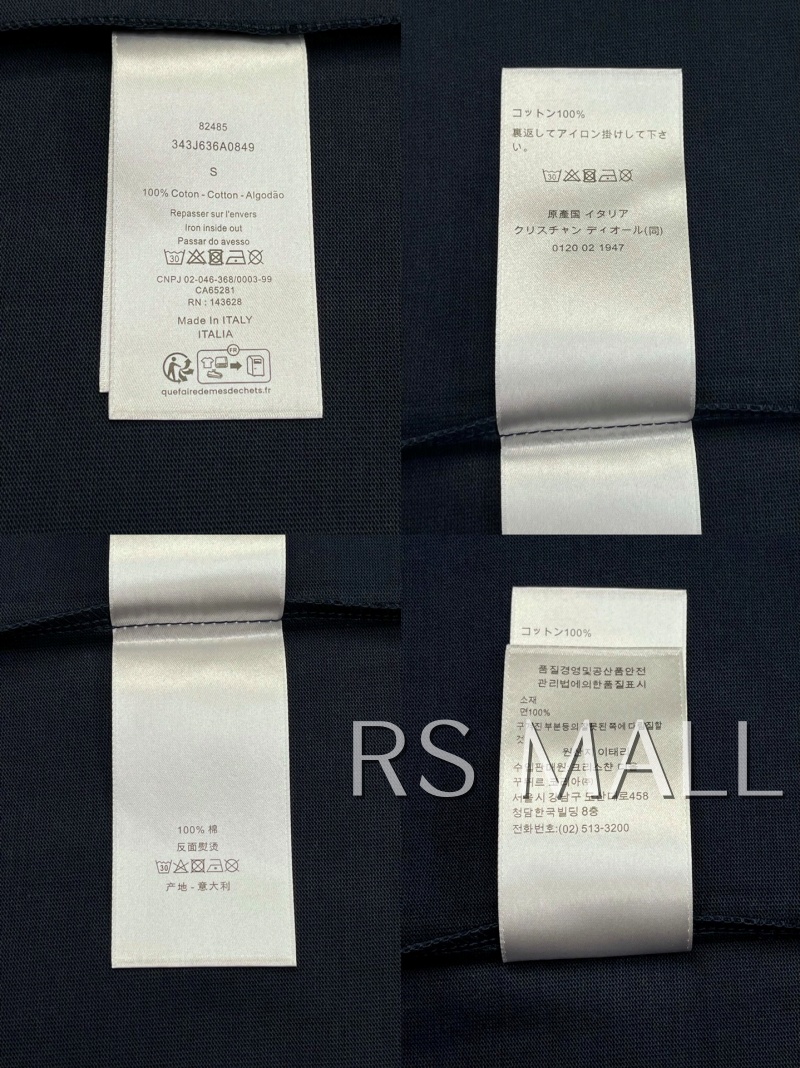 82485
343J636A0849
S
100% Coton - Cotton - Algodão
Repasser sur l'envers
Iron inside out
Passar do avesso
30
CNPJ 02-046-368/0003-99
CA65281
RN : 143628
Made In ITALY
ITALIA
FR
quefairedemesdechets.fr
コットン100%
裏返してアイロン掛けして下さ
い。
30
原產国 イタリア
クリスチャン ディオール(同)
0120 02 1947
100% 棉
反面熨烫
30
产地 - 意大利
コットン100%
품질경영및공산품안전
관리법에의한품질표시
소재
면100%
것
서울시 강남구 도산대로458
청담한국빌딩 8층
전화번호:(02) 513-3200
RS MALL